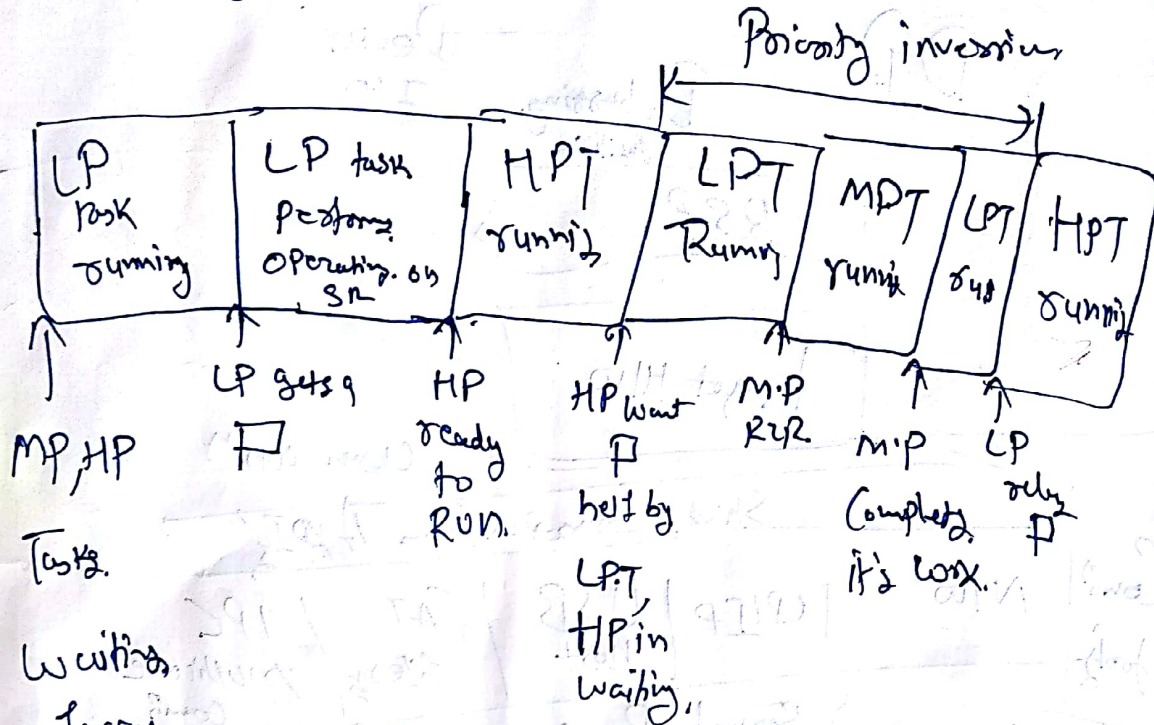 Priority inversion
LP
task
running
LP task
performs
operation on
SR
HPT
running
LPT
Running
MPT
running
LPT
run
HPT
running
MP, HP
Tasks
waiting
LP gets a
HP
ready
to
RUN.
HP want
held by
LPT,
HP in
waiting,
M.P
R2R.
M.P
Completes
it's work.
LP